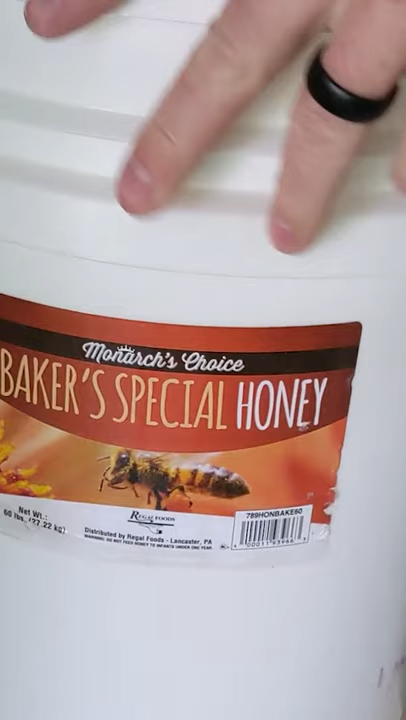 Monarch's Choice
BAKER'S SPECIAL HONEY
789HONBAKE60
REGAL FOODS
Net Wt.:
60 lbs. (27.22 kg)
Distributed by Regal Foods - Lancaster, PA
WARNING: DO NOT FEED HONEY TO INFANTS UNDER ONE YEAR.